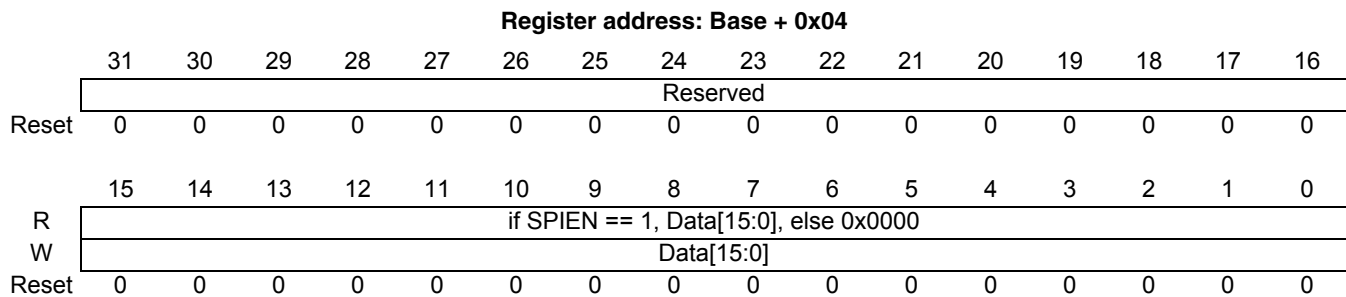 Register address: Base + 0x04
31 30 29 28 27 26 25 24 23 22 21 20 19 18 17 16
Reserved
Reset 0 0 0 0 0 0 0 0 0 0 0 0 0 0 0 0
15 14 13 12 11 10 9 8 7 6 5 4 3 2 1 0
R if SPIEN == 1, Data[15:0], else 0x0000
W Data[15:0]
Reset 0 0 0 0 0 0 0 0 0 0 0 0 0 0 0 0